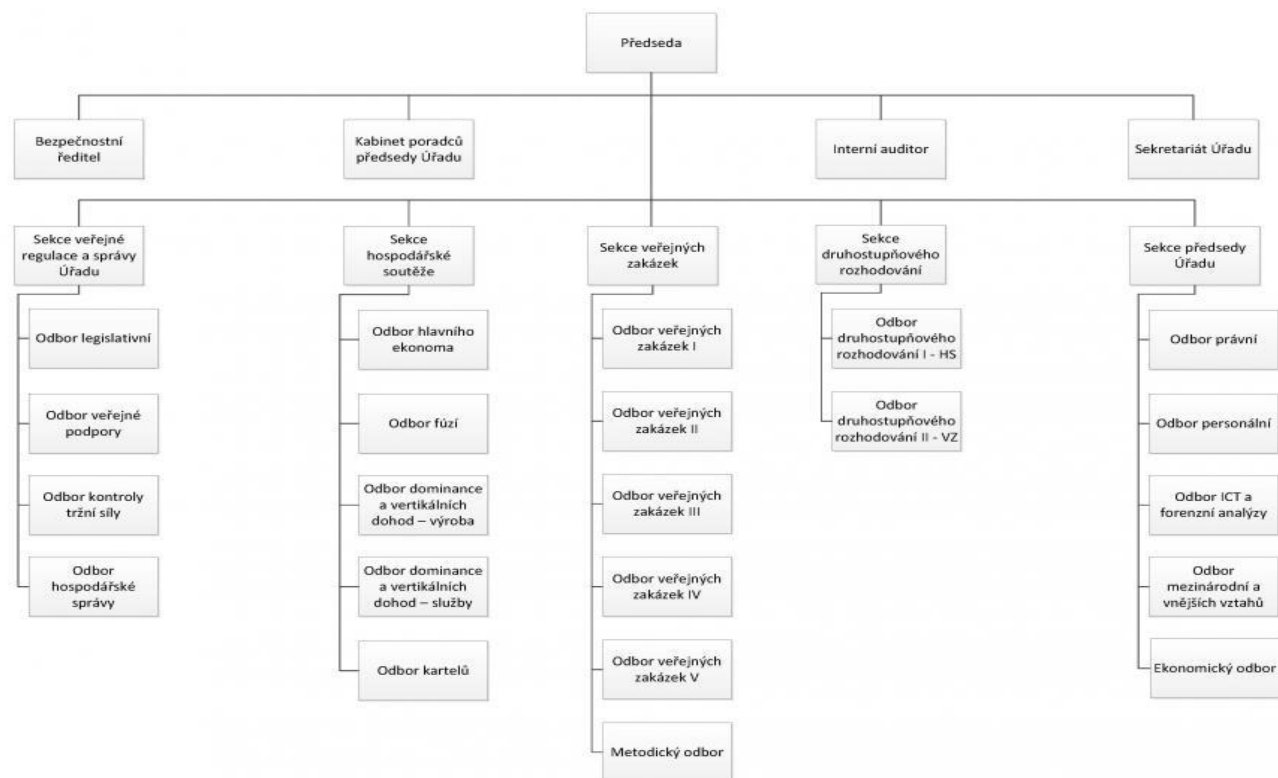 Předseda
Bezpečnostní
ředitel
Kabinet poradců
předsedy Úřadu
Interní auditor
Sekretariát Úřadu
Sekce veřejné
regulace a správy
Úřadu
Sekce
hospodářské
soutěže
Sekce veřejných
zakázek
Sekce
druhostupňového
rozhodování
Sekce předsedy
Úřadu
Odbor legislativní
Odbor veřejné
podpory
Odbor kontroly
tržní síly
Odbor
hospodářské
správy
Odbor hlavního
ekonoma
Odbor fúzí
Odbor dominance
a vertikálních
dohod – výroba
Odbor dominance
a vertikálních
dohod – služby
Odbor kartelů
Odbor veřejných
zakázek I
Odbor veřejných
zakázek II
Odbor veřejných
zakázek III
Odbor veřejných
zakázek IV
Odbor veřejných
zakázek V
Metodický odbor
Odbor
druhostupňového
rozhodování I - HS
Odbor
druhostupňového
rozhodování II - VZ
Odbor právní
Odbor personální
Odbor ICT a
forenzní analýzy
Odbor
mezinárodní a
vnějších vztahů
Ekonomický odbor